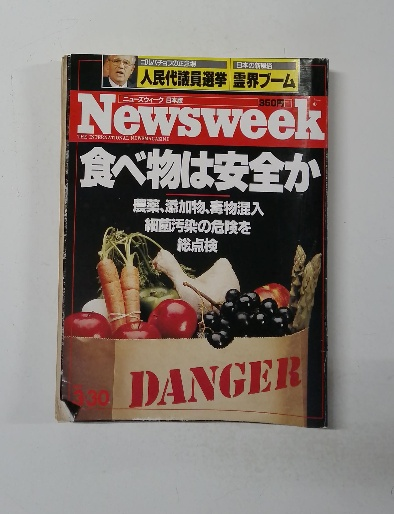 ゴルバチョフの正念場
人民代議員選挙
日本の新現象
霊界ブーム
ニューズウィーク 日本版
360円
Newsweek
THE INTERNATIONAL NEWSMAGAZINE
食べ物は安全か
農薬、添加物、毒物混入
細菌汚染の危険を
総点検
DANGER
3.30